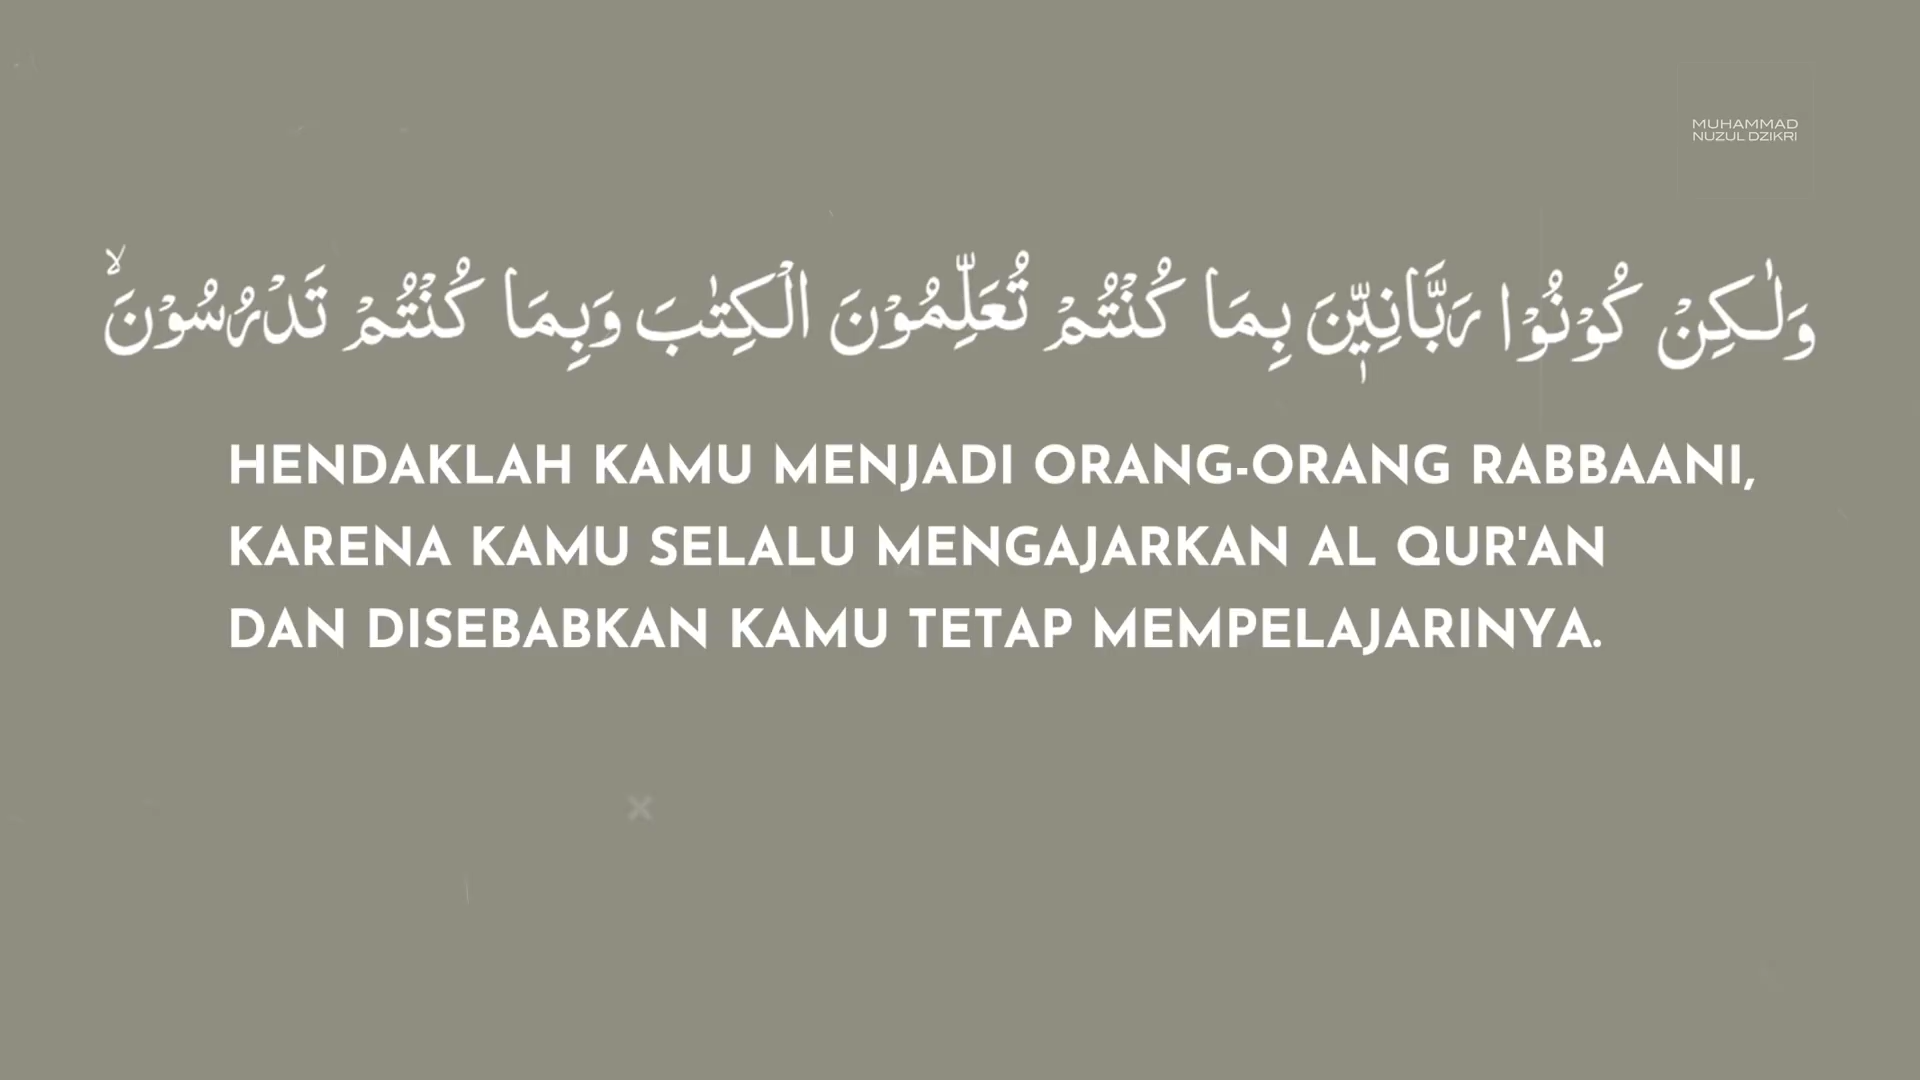 MUHAMMAD
NUZUL DZIKRI
وَلٰكِنْ كُوْنُوْا رَبَّانِيّٖنَ بِمَا كُنْتُمْ تُعَلِّمُوْنَ الْكِتٰبَ وَبِمَا كُنْتُمْ تَدْرُسُوْنَۙ
HENDAKLAH KAMU MENJADI ORANG-ORANG RABBAANI,
KARENA KAMU SELALU MENGAJARKAN AL QUR'AN
DAN DISEBABKAN KAMU TETAP MEMPELAJARINYA.